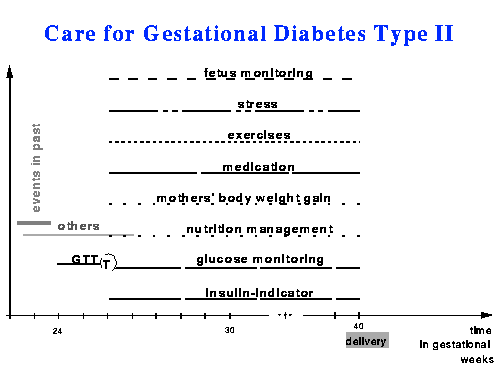 Care for Gestational Diabetes Type II
fetus monitoring
stress
exercises
events in past
medication
mothers' body weight gain
others
nutrition management
GTT
T
glucose monitoring
insulin-indicator
24
30
40
time
delivery
in gestational
weeks